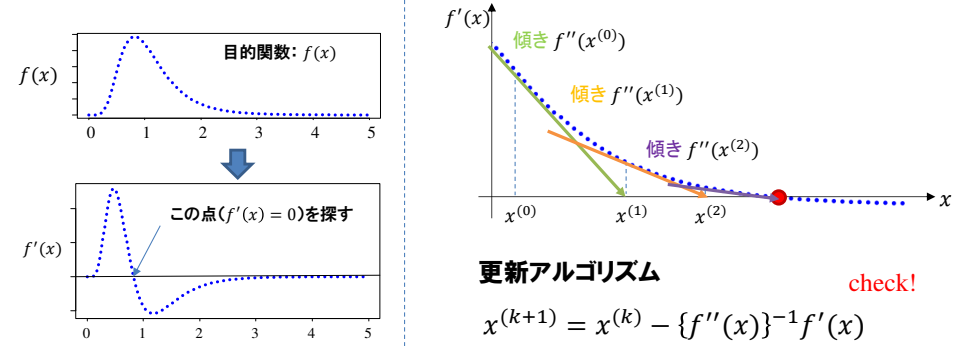 目的関数: f(x)
f(x)
0 1 2 3 4 5
この点(f′(x) = 0)を探す
f′(x)
0 1 2 3 4 5
f′(x)
傾き f″(x⁽⁰⁾)
傾き f″(x⁽¹⁾)
傾き f″(x⁽²⁾)
x⁽⁰⁾ x⁽¹⁾ x⁽²⁾ x
更新アルゴリズム
check!
x⁽ᵏ⁺¹⁾ = x⁽ᵏ⁾ − {f″(x)}⁻¹f′(x)